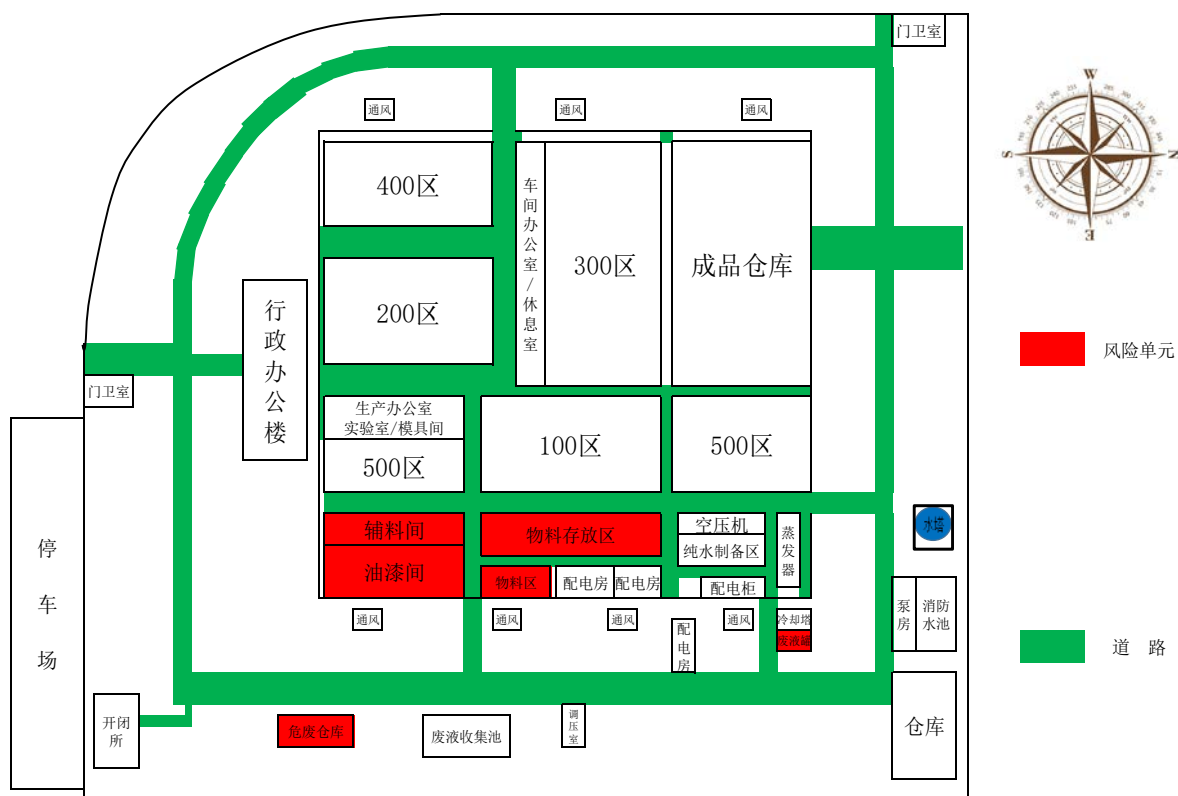 门卫室
W
S
N
E
通风
通风
通风
400区
车间办公室/休息室
300区
成品仓库
200区
行政办公楼
风险单元
门卫室
生产办公室
实验室/模具间
500区
100区
500区
停车场
辅料间
油漆间
物料存放区
物料区
配电房
配电房
空压机
纯水制备区
配电柜
蒸发器
水塔
泵房
消防
水池
通风
通风
通风
配电房
通风
冷却塔
废液罐
道 路
开闭
所
危废仓库
废液收集池
调压室
仓库